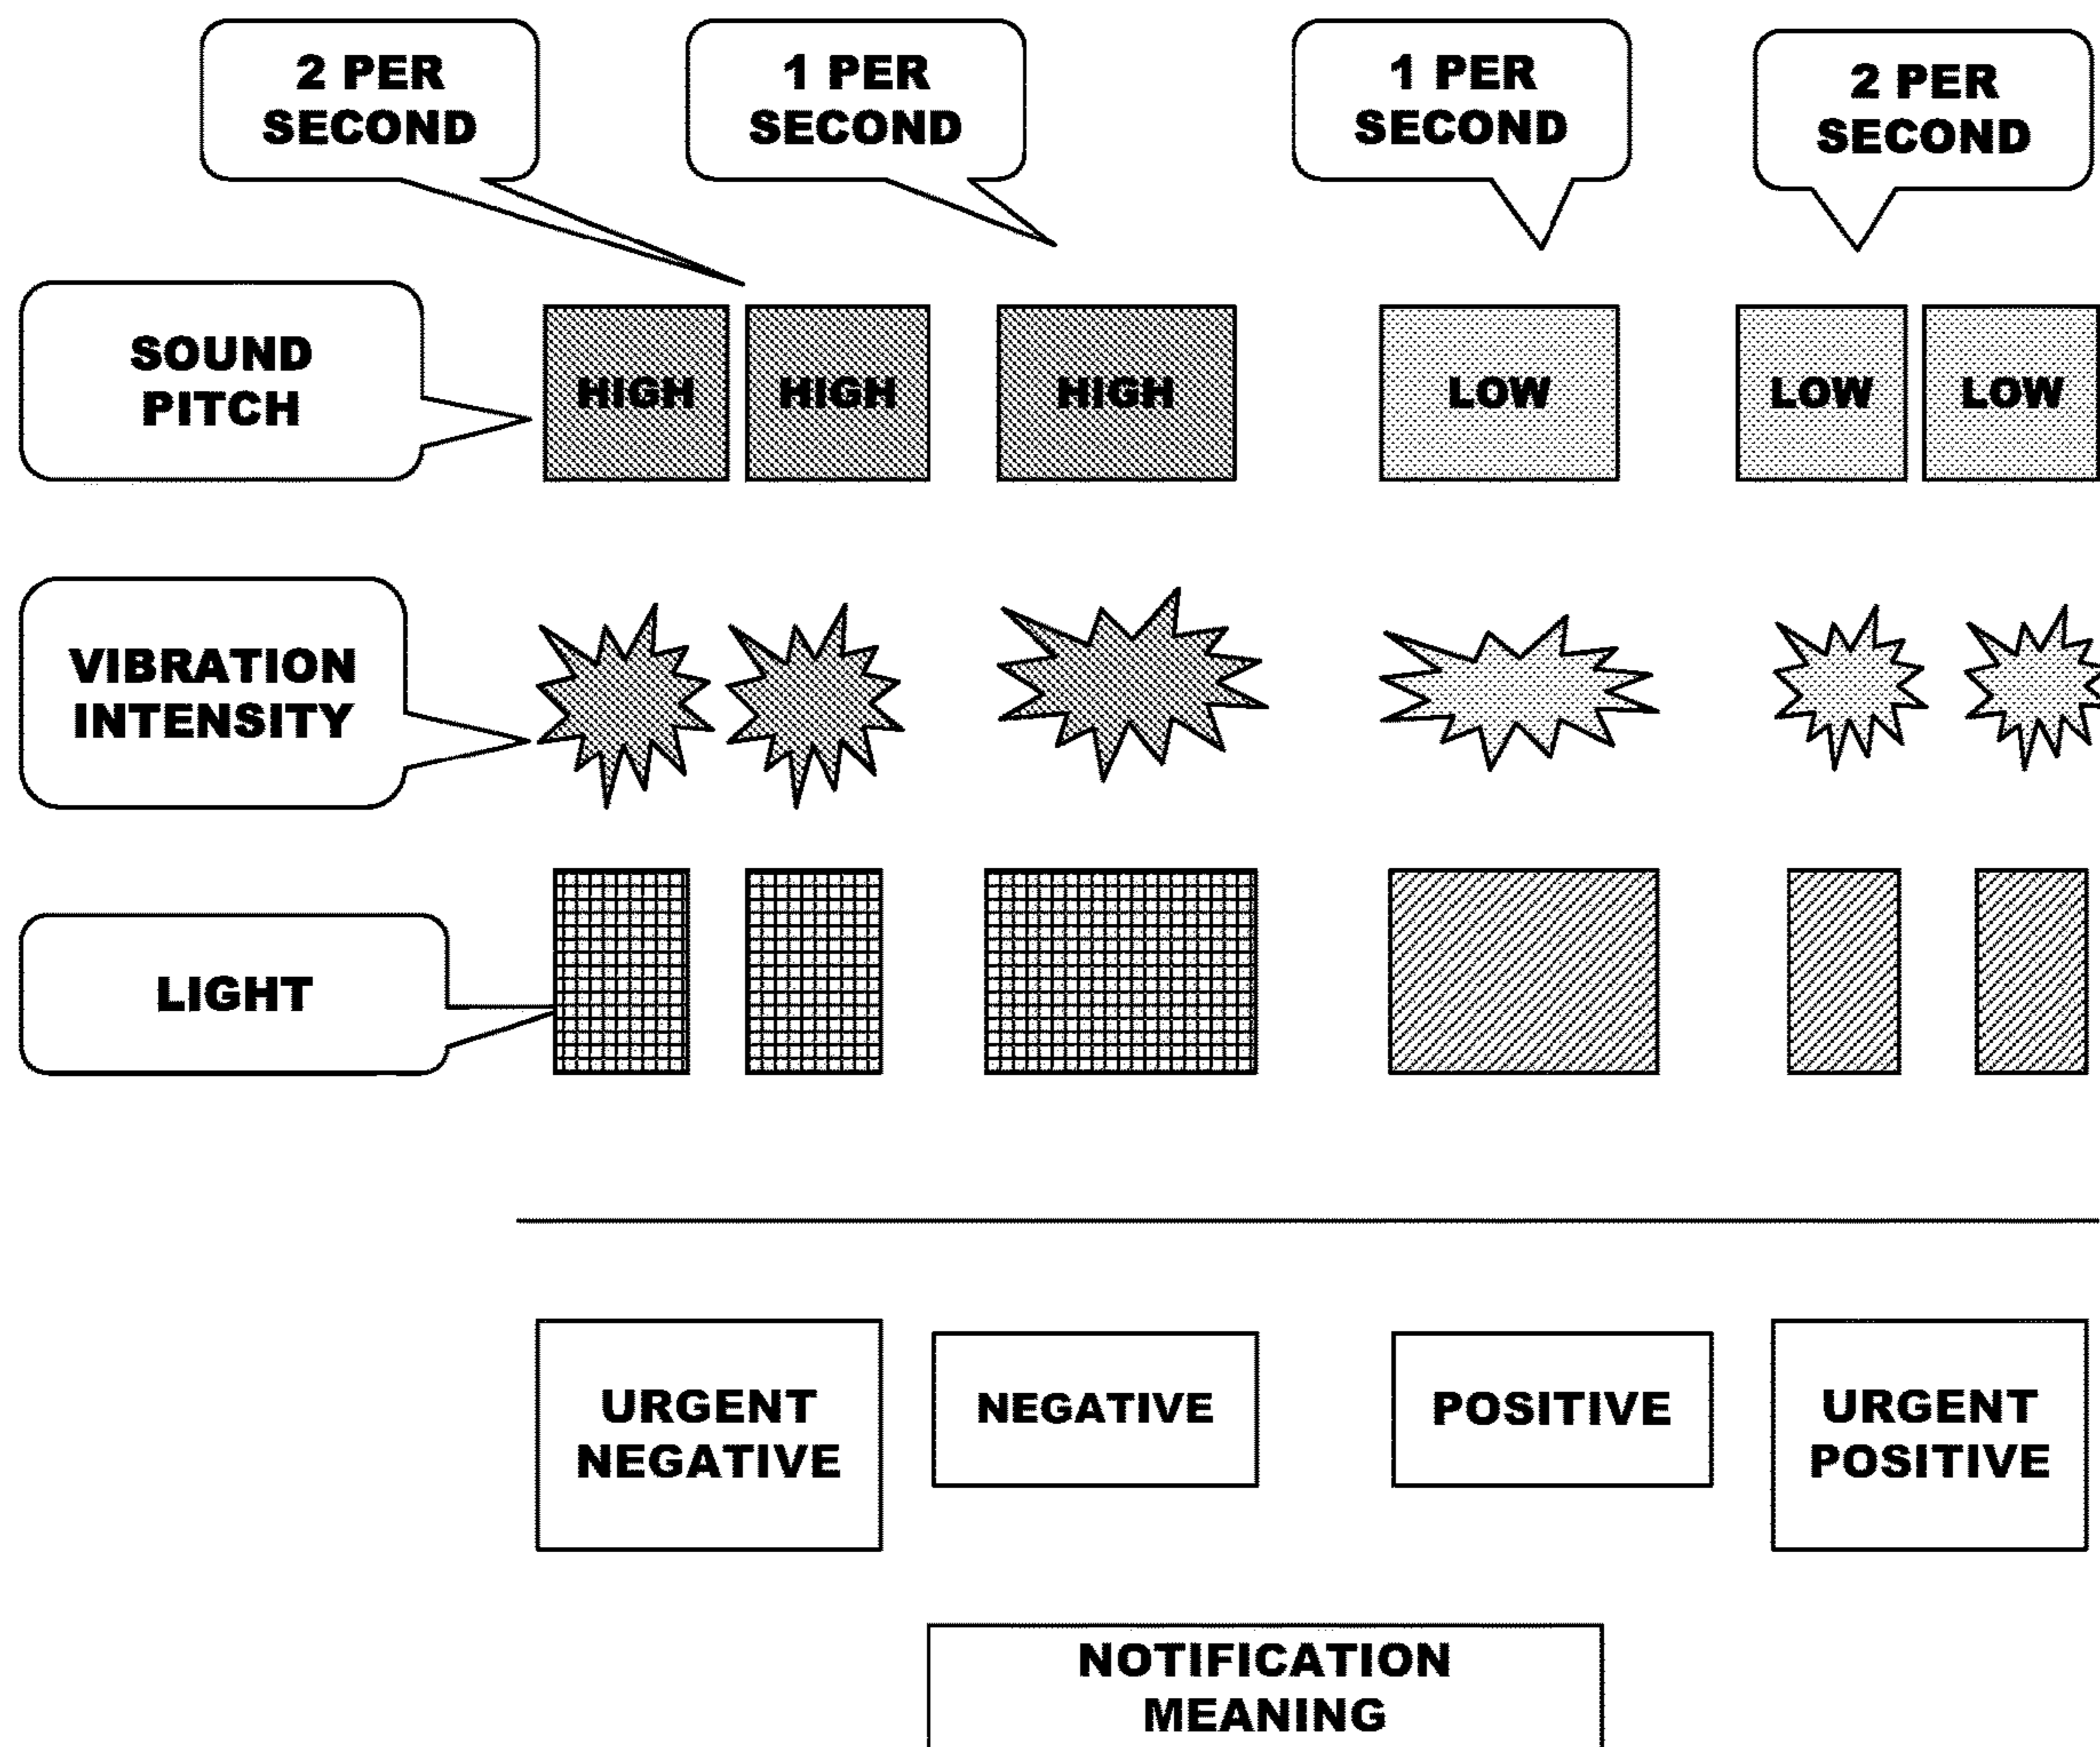 2 PER
SECOND
1 PER
SECOND
1 PER
SECOND
2 PER
SECOND
SOUND
PITCH
HIGH
HIGH
HIGH
LOW
LOW
LOW
VIBRATION
INTENSITY
LIGHT
URGENT
NEGATIVE
NEGATIVE
POSITIVE
URGENT
POSITIVE
NOTIFICATION
MEANING